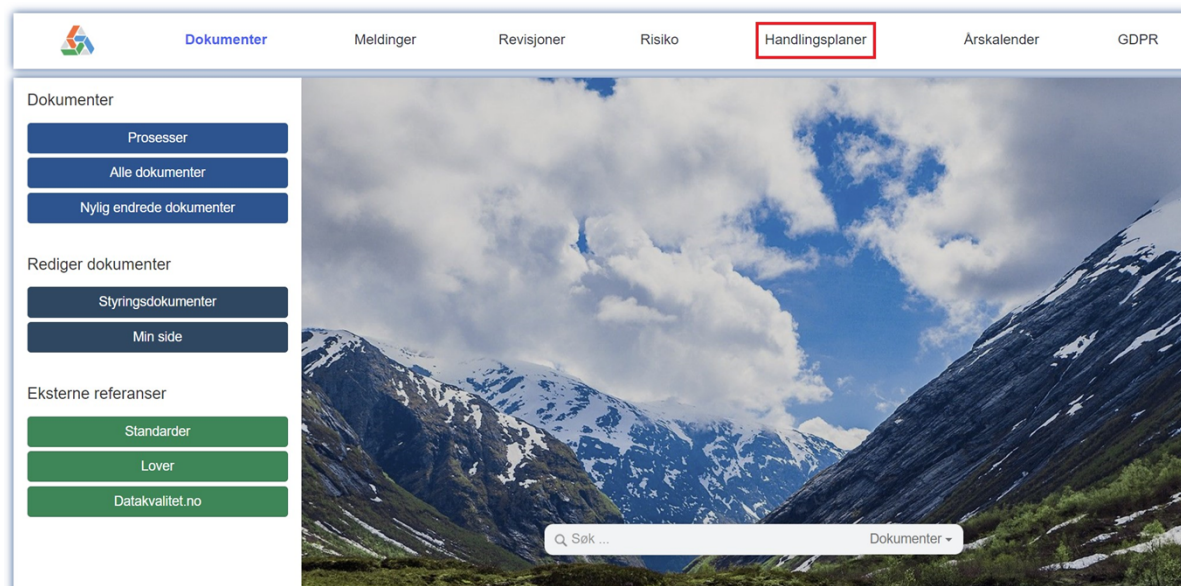 Dokumenter Meldinger Revisjoner Risiko Handlingsplaner Årskalender GDPR
Dokumenter
Prosesser
Alle dokumenter
Nylig endrede dokumenter
Rediger dokumenter
Styringsdokumenter
Min side
Eksterne referanser
Standarder
Lover
Datakvalitet.no
Søk ... Dokumenter